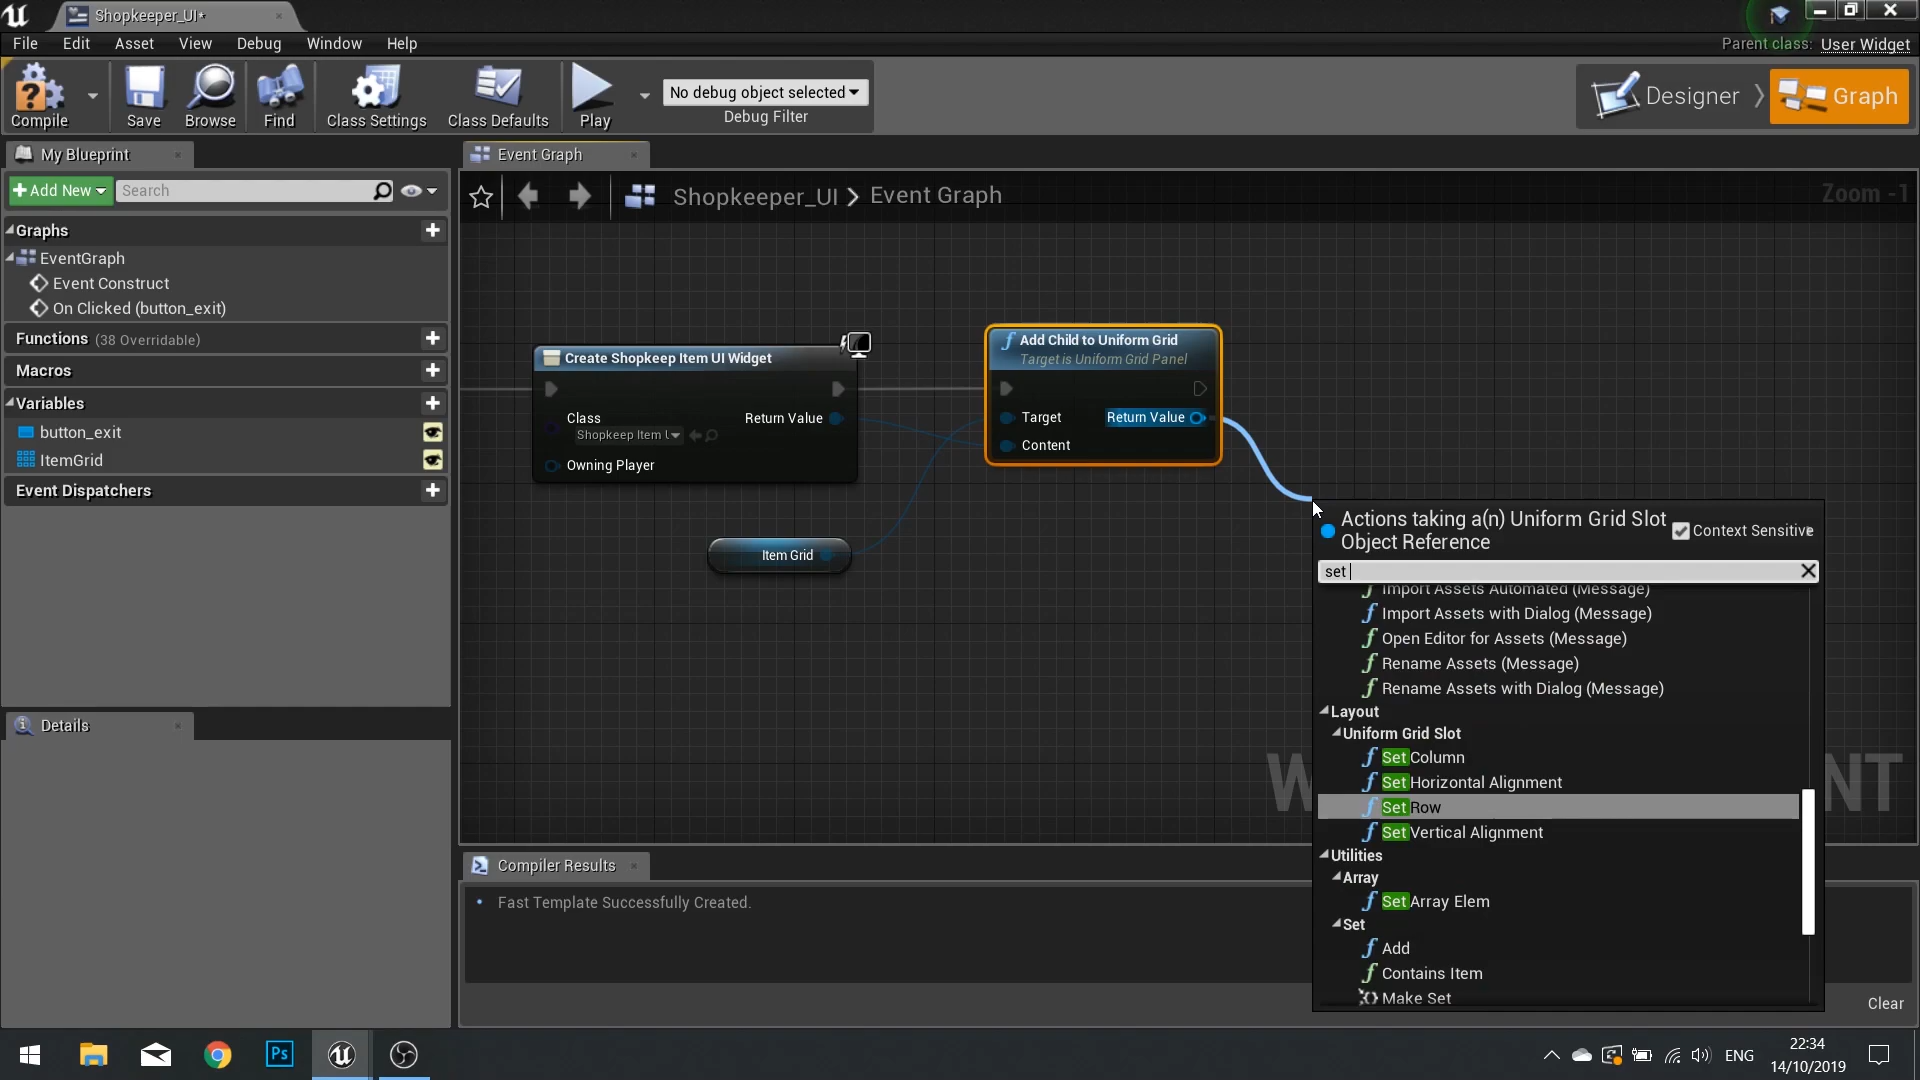 Shopkeeper_UI*
File Edit Asset View Debug Window Help
Parent class: User Widget
Compile Save Browse Find Class Settings Class Defaults Play
No debug object selected
Debug Filter
Designer Graph
My Blueprint
Event Graph
+ Add New Search
Shopkeeper_UI > Event Graph
Zoom -1
Graphs
EventGraph
Event Construct
On Clicked (button_exit)
Functions (38 Overridable)
Macros
Variables
button_exit
ItemGrid
Event Dispatchers
Details
Create Shopkeep Item UI Widget
Class
Return Value
Owning Player
Item Grid
Add Child to Uniform Grid
Target is Uniform Grid Panel
Target
Return Value
Content
Actions taking a(n) Uniform Grid Slot
Object Reference
Context Sensitive
set
Import Assets Automated (Message)
Import Assets with Dialog (Message)
Open Editor for Assets (Message)
Rename Assets (Message)
Rename Assets with Dialog (Message)
Layout
Uniform Grid Slot
Set Column
Set Horizontal Alignment
Set Row
Set Vertical Alignment
Utilities
Array
Set Array Elem
Set
Add
Contains Item
Make Set
Compiler Results
• Fast Template Successfully Created.
Clear
Ps
ENG
22:34
14/10/2019